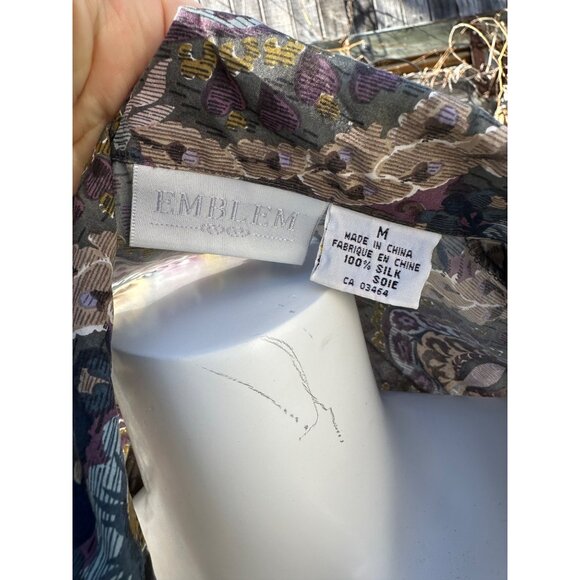 EMBLEM
M
MADE IN CHINA
FABRIQUE EN CHINE
100% SILK
SOIE
CA 03464